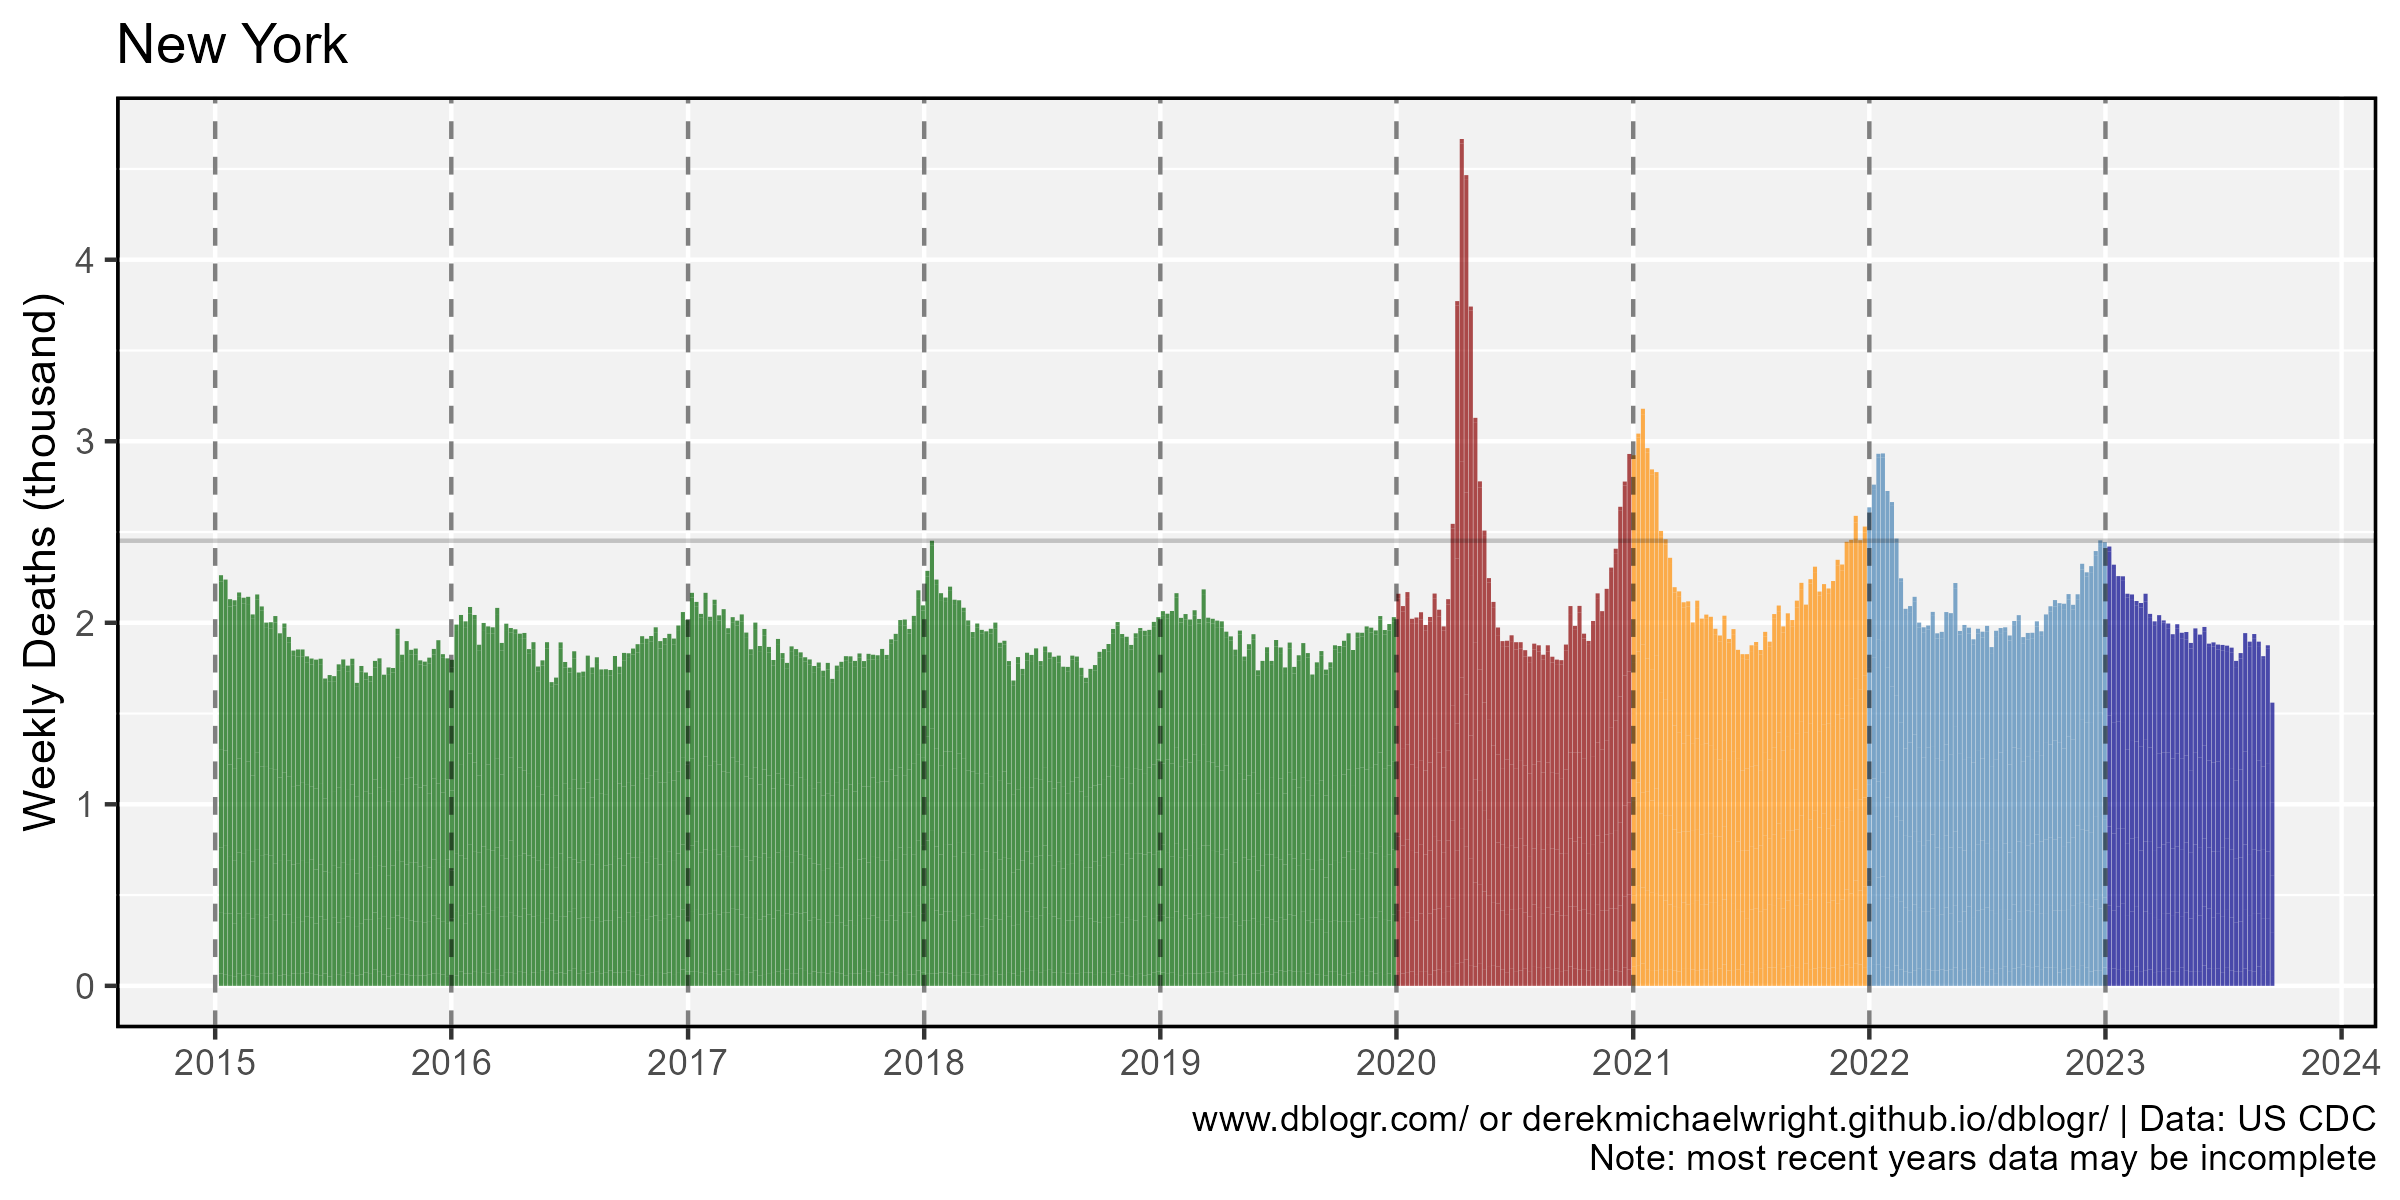 New York
Weekly Deaths (thousand)
4
3
2
1
0
2015 2016 2017 2018 2019 2020 2021 2022 2023 2024
www.dblogr.com/ or derekmichaelwright.github.io/dblogr/ | Data: US CDC
Note: most recent years data may be incomplete